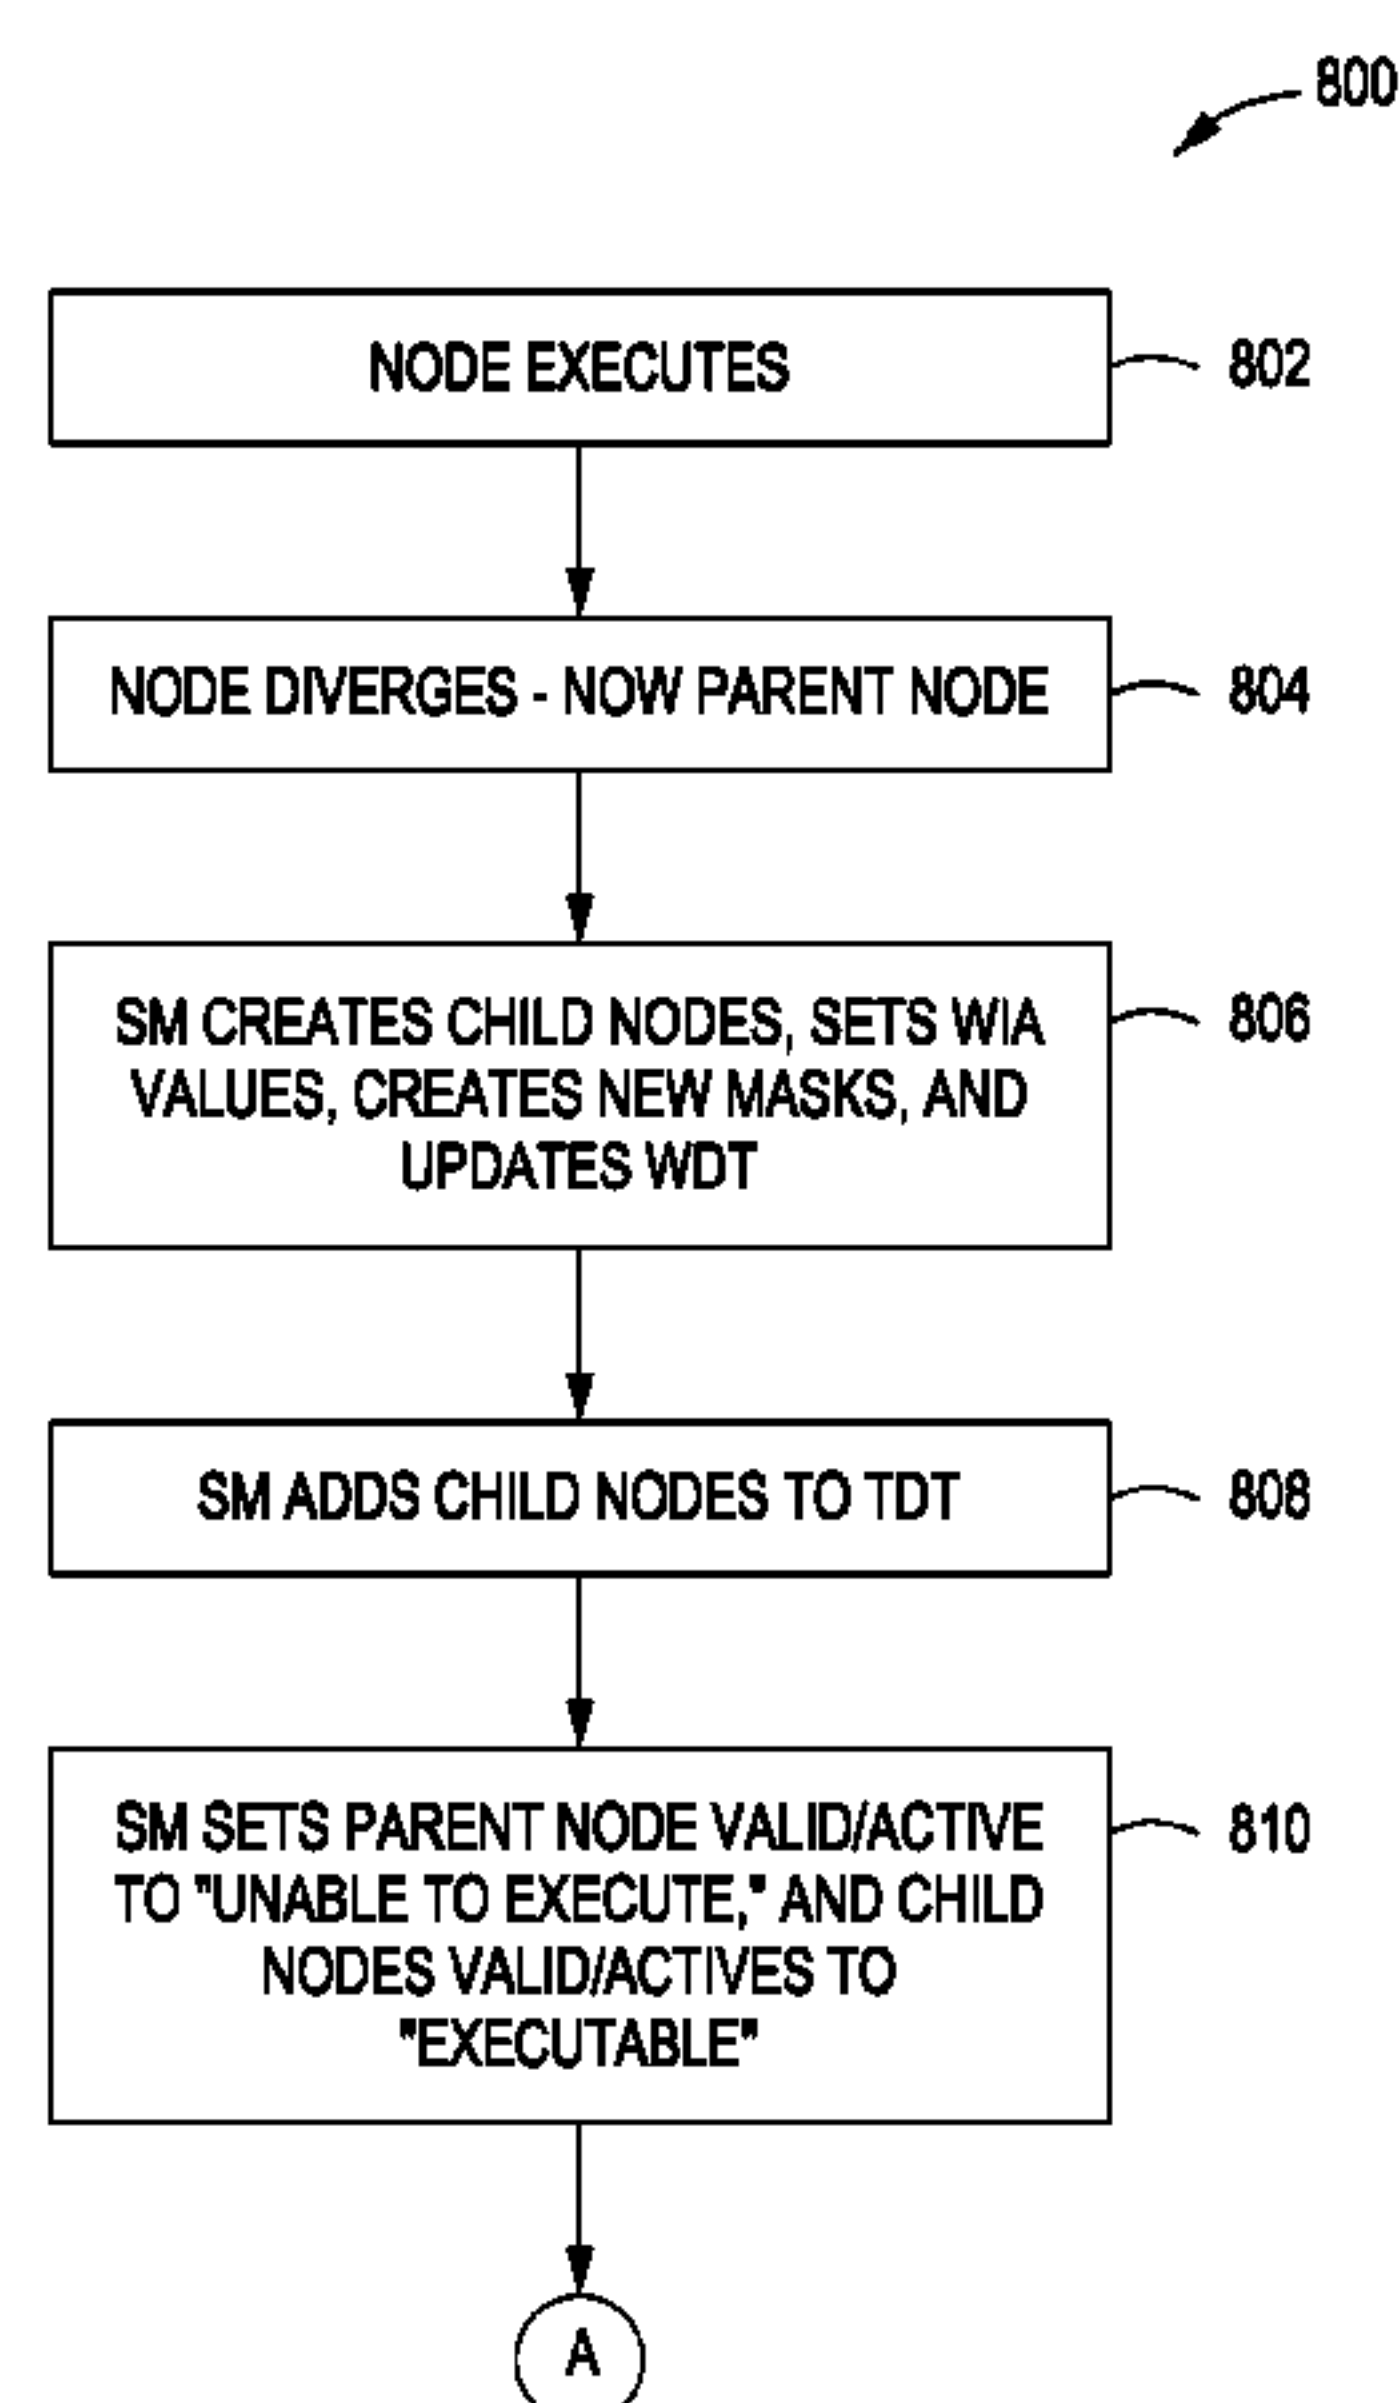 800
NODE EXECUTES
802
NODE DIVERGES - NOW PARENT NODE
804
SM CREATES CHILD NODES, SETS WIA
VALUES, CREATES NEW MASKS, AND
UPDATES WDT
806
SM ADDS CHILD NODES TO TDT
808
SM SETS PARENT NODE VALID/ACTIVE
TO "UNABLE TO EXECUTE," AND CHILD
NODES VALID/ACTIVES TO
"EXECUTABLE"
810
A